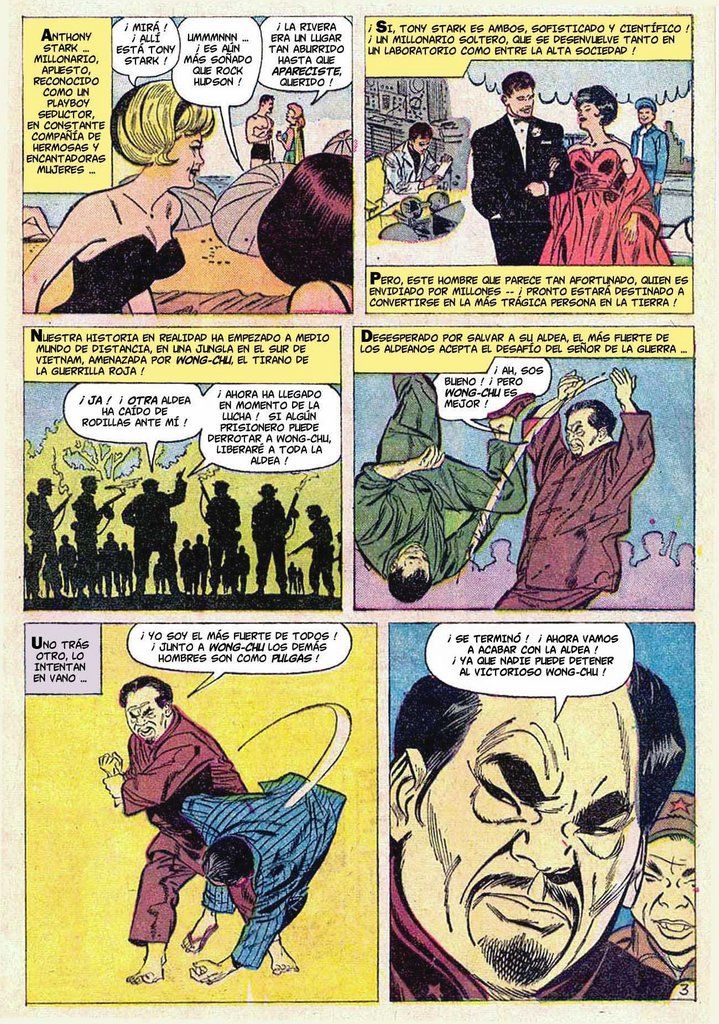 ANTHONY
STARK ...
MILLONARIO,
APUESTO,
RECONOCIDO
COMO UN
PLAYBOY
SEDUCTOR,
EN CONSTANTE
COMPAÑIA DE
HERMOSAS Y
ENCANTADORAS
MUJERES ...
¡ MIRÁ !
¡ ALLÍ
ESTÁ TONY
STARK !
UMMMNNN ...
¡ ES AÚN
MÁS SOÑADO
QUE ROCK
HUDSON !
¡ LA RIVERA
ERA UN LUGAR
TAN ABURRIDO
HASTA QUE
APARECISTE,
QUERIDO !
¡ SI, TONY STARK ES AMBOS, SOFISTICADO Y CIENTÍFICO !
¡ UN MILLONARIO SOLTERO, QUE SE DESENVUELVE TANTO EN
UN LABORATORIO COMO ENTRE LA ALTA SOCIEDAD !
PERO, ESTE HOMBRE QUE PARECE TAN AFORTUNADO, QUIEN ES
ENVIDIADO POR MILLONES -- ¡ PRONTO ESTARÁ DESTINADO A
CONVERTIRSE EN LA MÁS TRÁGICA PERSONA EN LA TIERRA !
NUESTRA HISTORIA EN REALIDAD HA EMPEZADO A MEDIO
MUNDO DE DISTANCIA, EN UNA JUNGLA EN EL SUR DE
VIETNAM, AMENAZADA POR WONG-CHU, EL TIRANO DE
LA GUERRILLA ROJA !
¡ JA ! ¡ OTRA ALDEA
HA CAÍDO DE
RODILLAS ANTE MÍ !
¡ AHORA HA LLEGADO
EN MOMENTO DE LA
LUCHA ! SI ALGÚN
PRISIONERO PUEDE
DERROTAR A WONG-CHU,
LIBERARÉ A TODA LA
ALDEA !
DESESPERADO POR SALVAR A SU ALDEA, EL MÁS FUERTE DE
LOS ALDEANOS ACEPTA EL DESAFÍO DEL SEÑOR DE LA GUERRA ...
¡ AH, SOS
BUENO ! ¡ PERO
WONG-CHU ES
MEJOR !
UNO TRÁS
OTRO, LO
INTENTAN
EN VANO ...
¡ YO SOY EL MÁS FUERTE DE TODOS !
¡ JUNTO A WONG-CHU LOS DEMÁS
HOMBRES SON COMO PULGAS !
¡ SE TERMINÓ ! ¡ AHORA VAMOS
A ACABAR CON LA ALDEA !
¡ YA QUE NADIE PUEDE DETENER
AL VICTORIOSO WONG-CHU !
3